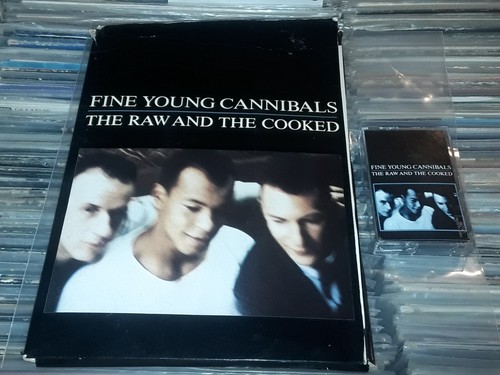 FINE YOUNG CANNIBALS
THE RAW AND THE COOKED
FINE YOUNG CANNIBALS
THE RAW AND THE COOKED